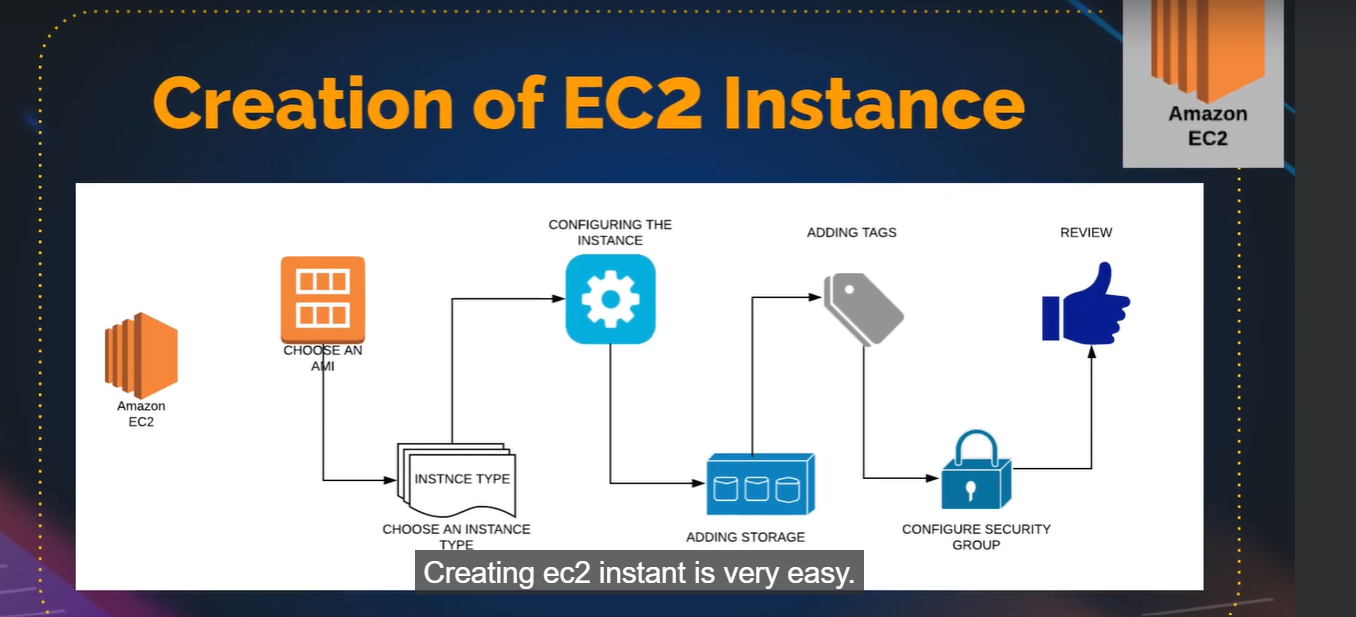 Creation of EC2 Instance
Amazon
EC2
CONFIGURING THE
INSTANCE
ADDING TAGS
REVIEW
CHOOSE AN
AMI
Amazon
EC2
INSTNCE TYPE
CHOOSE AN INSTANCE
TYPE
ADDING STORAGE
CONFIGURE SECURITY
GROUP
Creating ec2 instant is very easy.